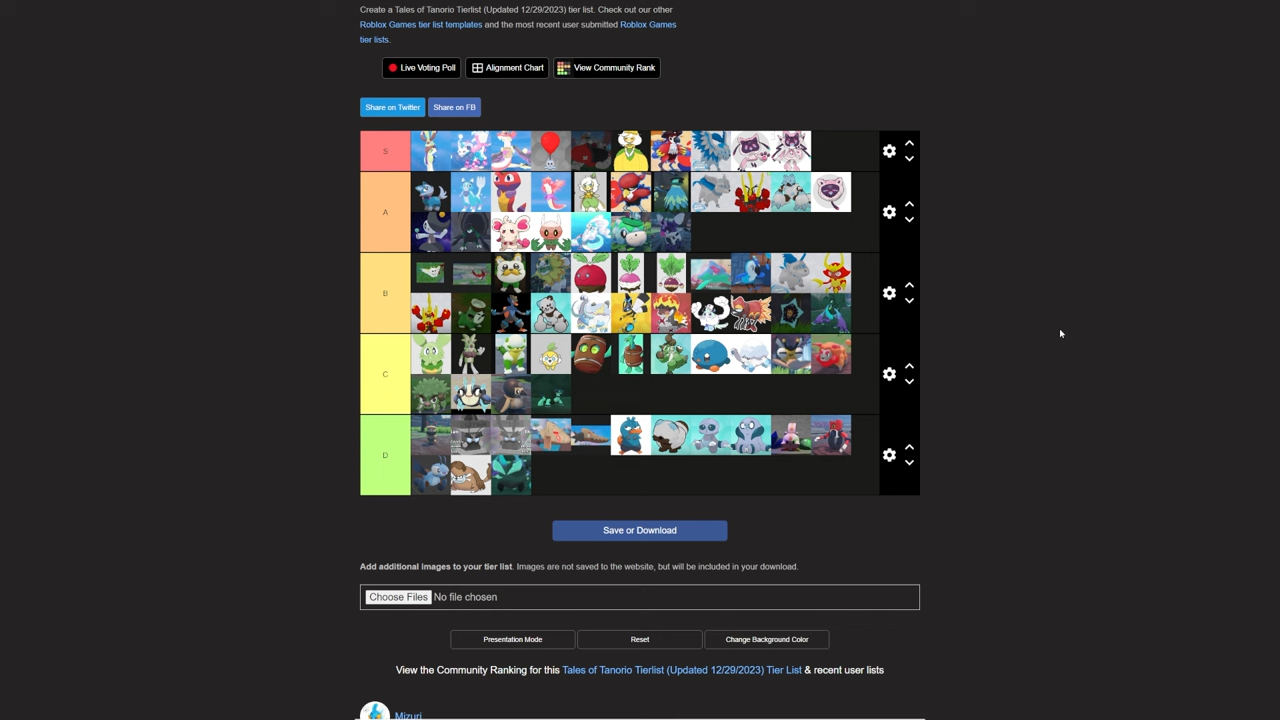 Create a Tales of Tanorio Tierlist (Updated 12/29/2023) tier list. Check out our other
Roblox Games tier list templates and the most recent user submitted Roblox Games
tier lists.
Live Voting Poll Alignment Chart View Community Rank
Share on Twitter Share on FB
S
A
B
C
D
Save or Download
Add additional images to your tier list. Images are not saved to the website, but will be included in your download.
Choose Files No file chosen
Presentation Mode Reset Change Background Color
View the Community Ranking for this Tales of Tanorio Tierlist (Updated 12/29/2023) Tier List & recent user lists
Mizuri